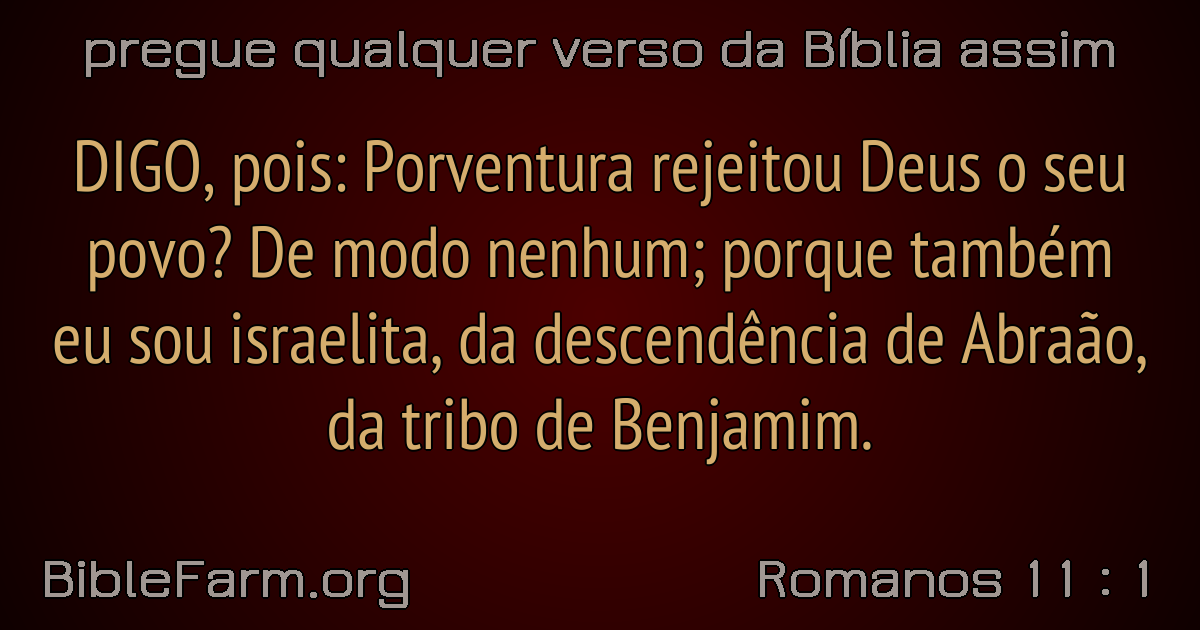 pregue qualquer verso da Bíblia assim
DIGO, pois: Porventura rejeitou Deus o seu
povo? De modo nenhum; porque também
eu sou israelita, da descendência de Abraão,
da tribo de Benjamim.
BibleFarm.org
Romanos 11 : 1